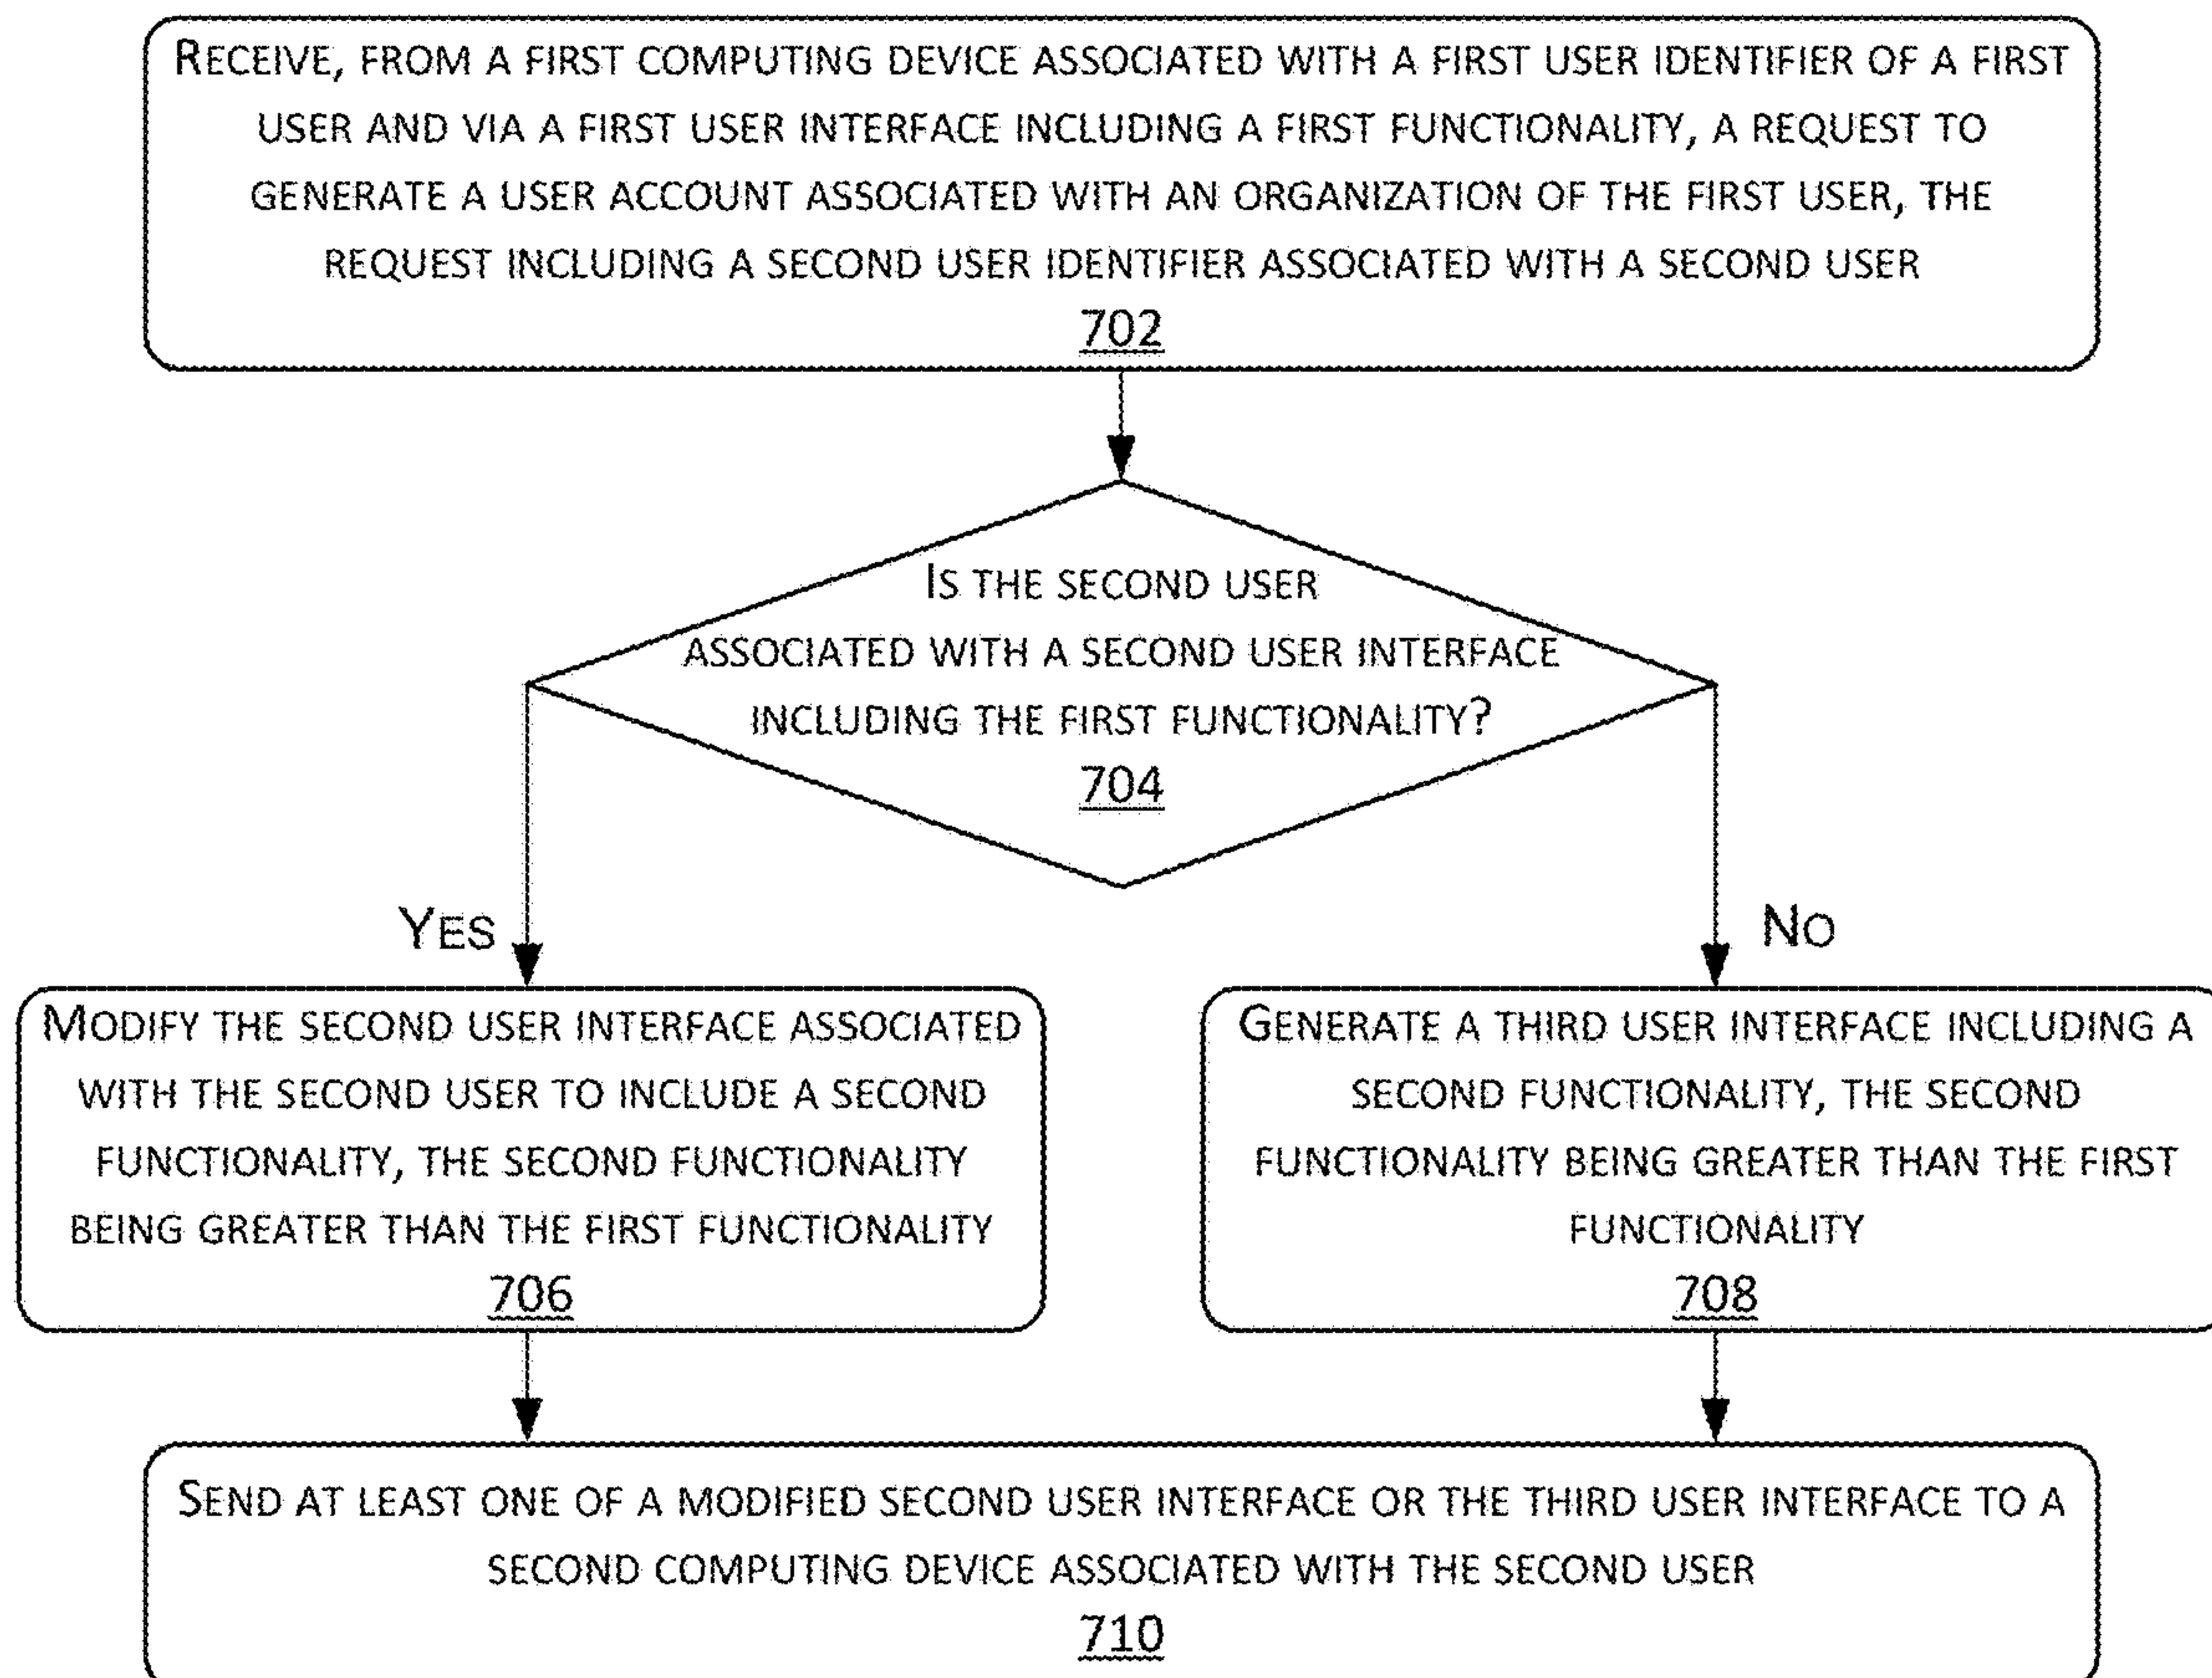 RECEIVE, FROM A FIRST COMPUTING DEVICE ASSOCIATED WITH A FIRST USER IDENTIFIER OF A FIRST
USER AND VIA A FIRST USER INTERFACE INCLUDING A FIRST FUNCTIONALITY, A REQUEST TO
GENERATE A USER ACCOUNT ASSOCIATED WITH AN ORGANIZATION OF THE FIRST USER, THE
REQUEST INCLUDING A SECOND USER IDENTIFIER ASSOCIATED WITH A SECOND USER
702
IS THE SECOND USER
ASSOCIATED WITH A SECOND USER INTERFACE
INCLUDING THE FIRST FUNCTIONALITY?
704
YES
NO
MODIFY THE SECOND USER INTERFACE ASSOCIATED
WITH THE SECOND USER TO INCLUDE A SECOND
FUNCTIONALITY, THE SECOND FUNCTIONALITY
BEING GREATER THAN THE FIRST FUNCTIONALITY
706
GENERATE A THIRD USER INTERFACE INCLUDING A
SECOND FUNCTIONALITY, THE SECOND
FUNCTIONALITY BEING GREATER THAN THE FIRST
FUNCTIONALITY
708
SEND AT LEAST ONE OF A MODIFIED SECOND USER INTERFACE OR THE THIRD USER INTERFACE TO A
SECOND COMPUTING DEVICE ASSOCIATED WITH THE SECOND USER
710